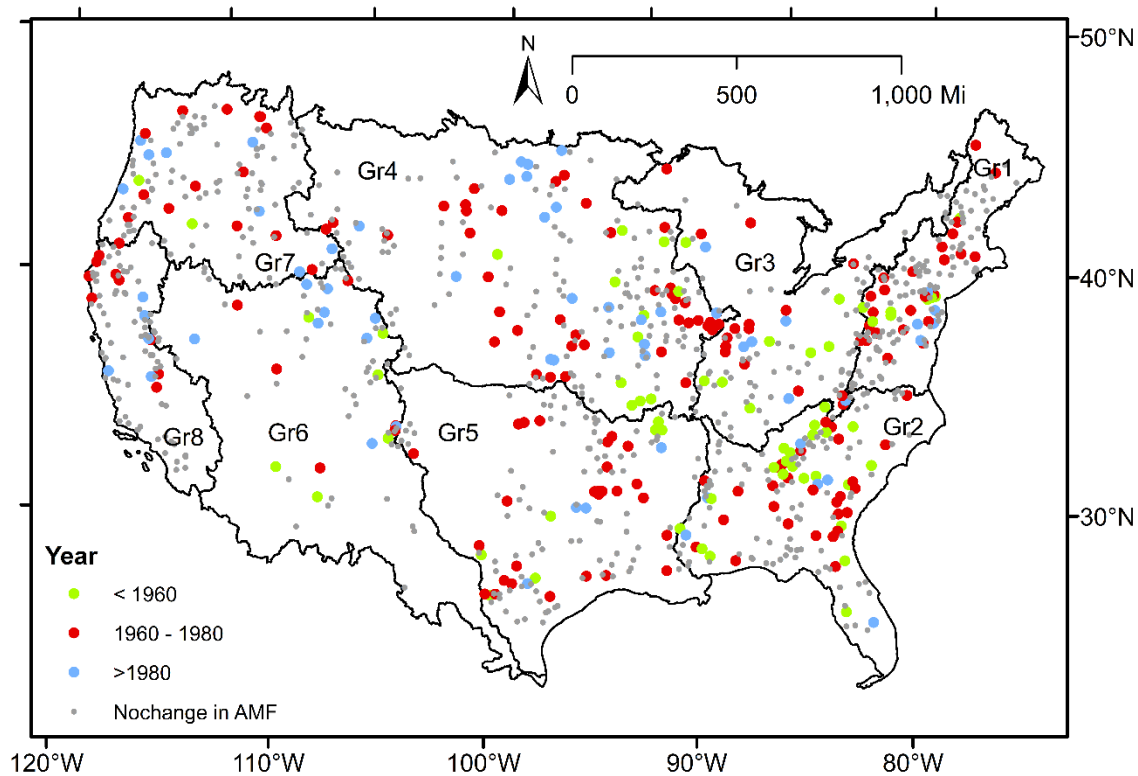 50°N
N
0 500 1,000 Mi
Gr1
Gr4
Gr3
Gr7
40°N
Gr2
Gr5
Gr6
Gr8
30°N
Year
< 1960
1960 - 1980
>1980
Nochange in AMF
120°W 110°W 100°W 90°W 80°W